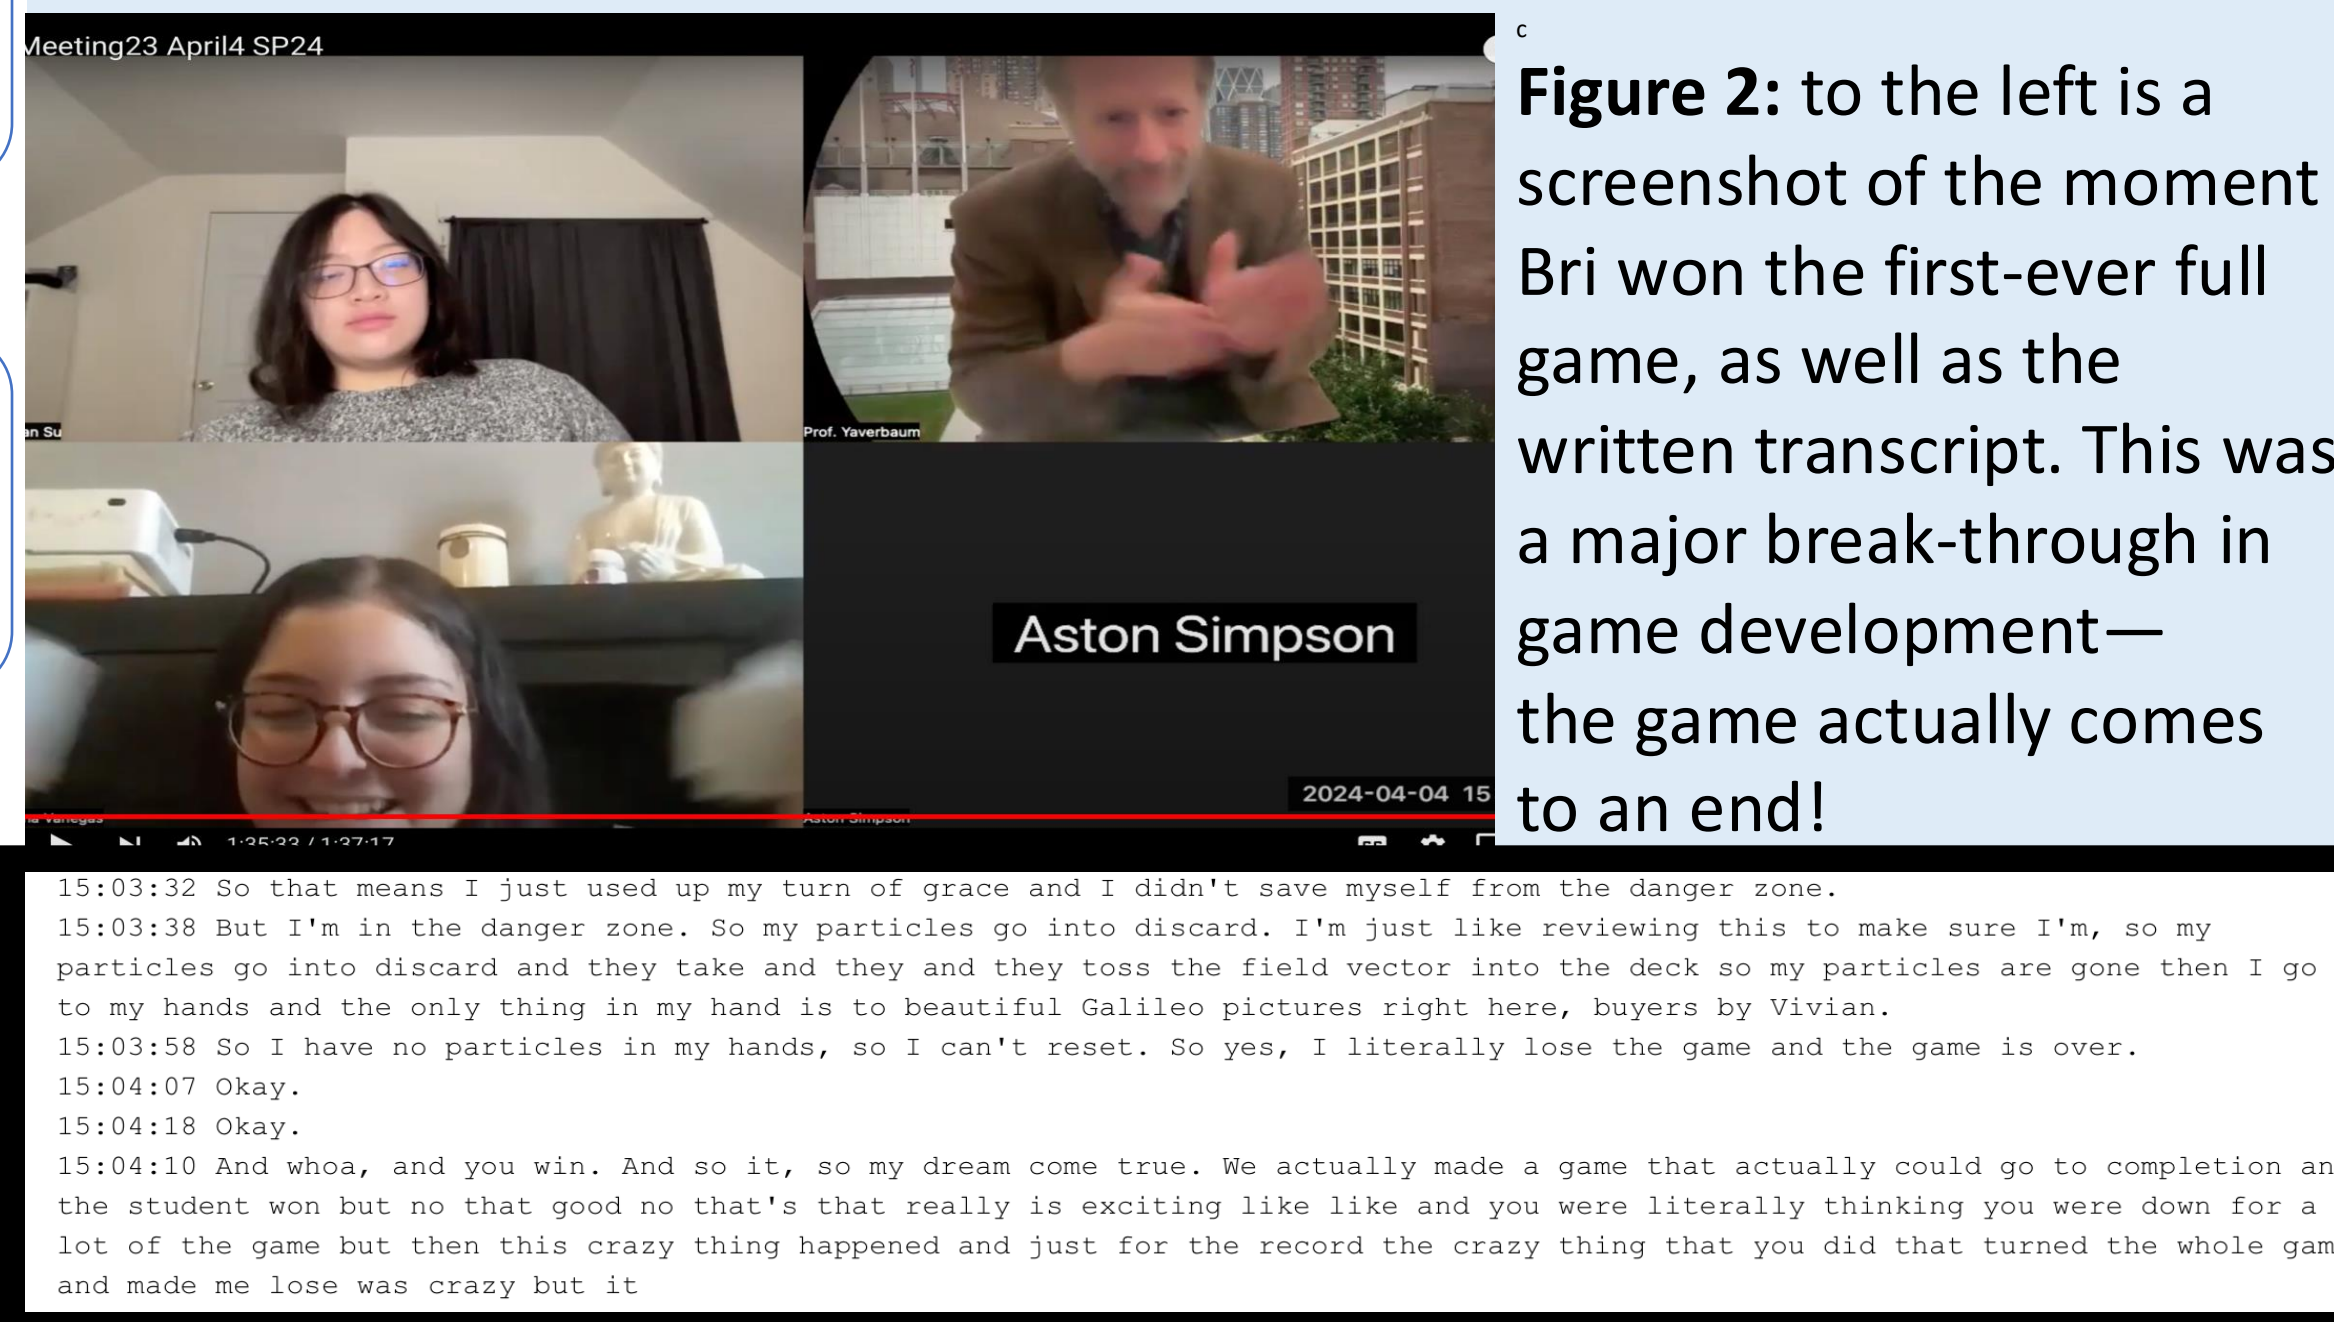 Meeting23 April4 SP24
an Su
Prof. Yaverbaum
Aston Simpson
2024-04-04 15
a Vanegas
Aston Simpson
1:35:33 / 1:37:17
CC
c
Figure 2: to the left is a
screenshot of the moment
Bri won the first-ever full
game, as well as the
written transcript. This was
a major break-through in
game development—
the game actually comes
to an end!
15:03:32 So that means I just used up my turn of grace and I didn't save myself from the danger zone.
15:03:38 But I'm in the danger zone. So my particles go into discard. I'm just like reviewing this to make sure I'm, so my
particles go into discard and they take and they and they toss the field vector into the deck so my particles are gone then I go
to my hands and the only thing in my hand is to beautiful Galileo pictures right here, buyers by Vivian.
15:03:58 So I have no particles in my hands, so I can't reset. So yes, I literally lose the game and the game is over.
15:04:07 Okay.
15:04:18 Okay.
15:04:10 And whoa, and you win. And so it, so my dream come true. We actually made a game that actually could go to completion an
the student won but no that good no that's that really is exciting like like and you were literally thinking you were down for a
lot of the game but then this crazy thing happened and just for the record the crazy thing that you did that turned the whole gam
and made me lose was crazy but it